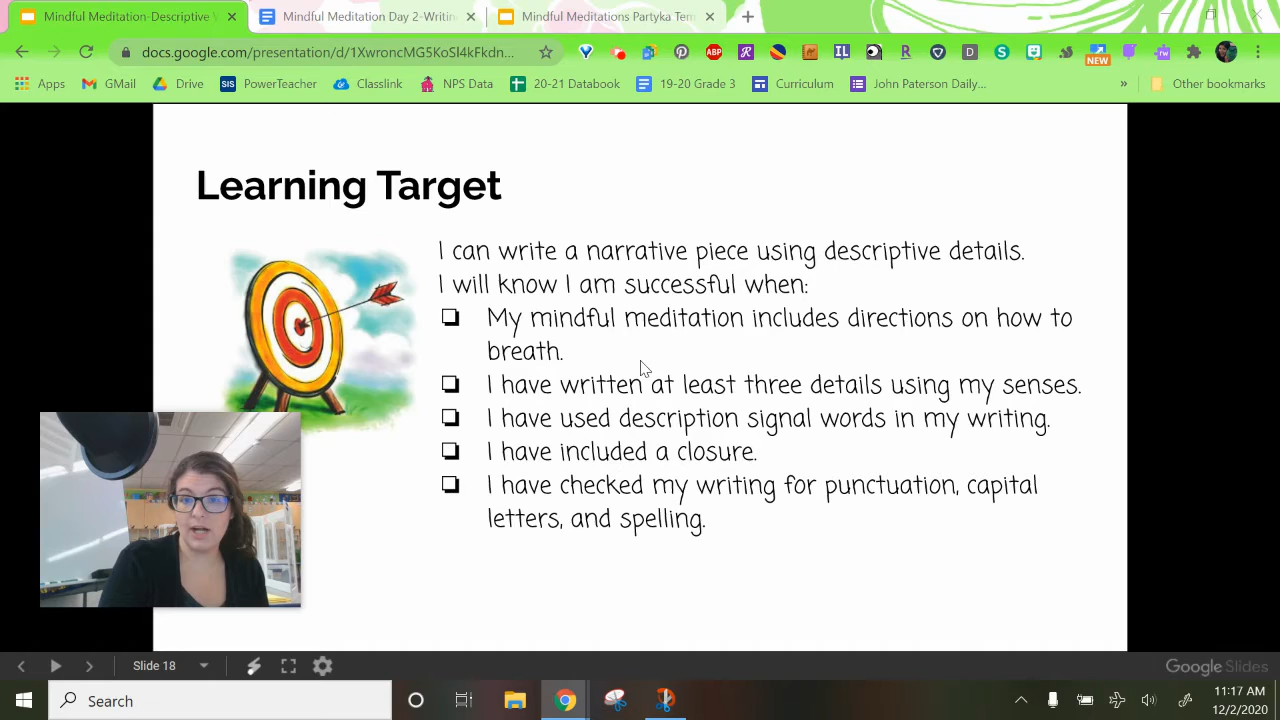 Mindful Meditation-Descriptive
Mindful Meditation Day 2-Writin
Mindful Meditations Partyka Tem
docs.google.com/presentation/d/1XwroncMG5KoSl4kFkdn...
ABP
IL
R
D
S
rw
NEW
Apps
GMail
Drive
SIS
PowerTeacher
Classlink
NPS Data
20-21 Databook
19-20 Grade 3
Curriculum
John Paterson Daily...
»
Other bookmarks
Learning Target
I can write a narrative piece using descriptive details.
I will know I am successful when:
My mindful meditation includes directions on how to
breath.
I have written at least three details using my senses.
I have used description signal words in my writing.
I have included a closure.
I have checked my writing for punctuation, capital
letters, and spelling.
Slide 18
Google Slides
Search
11:17 AM
12/2/2020